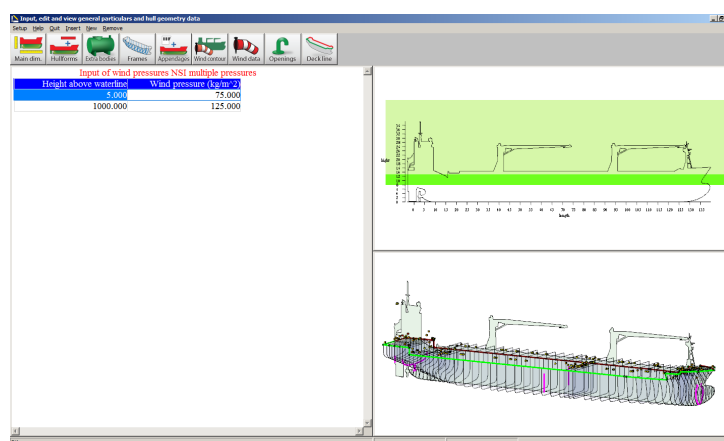 Input, edit and view general particulars and hull geometry data
Setup Help Quit Insert New Remove
Main dim. Hullforms Extra bodies Frames Appendages Wind contour Wind data Openings Deck line
Input of wind pressures NSI multiple pressures
Height above waterline Wind pressure (kg/m^2)
5.000 75.000
1000.000 125.000
height
length